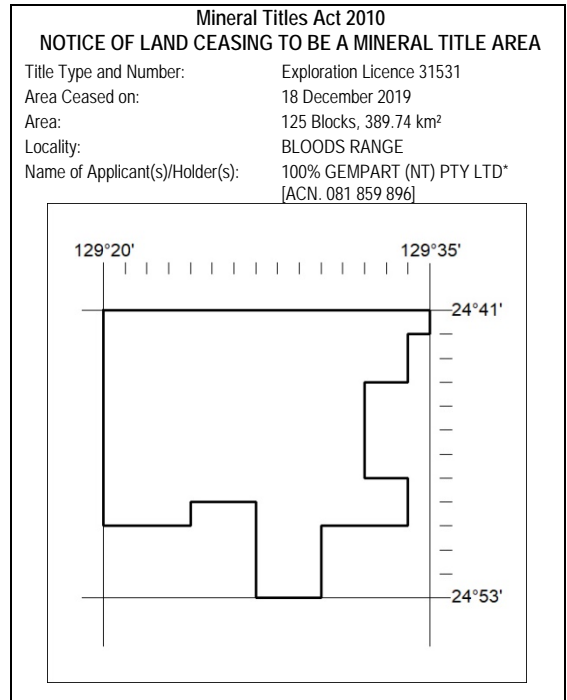 Mineral Titles Act 2010
NOTICE OF LAND CEASING TO BE A MINERAL TITLE AREA
Title Type and Number: Exploration Licence 31531
Area Ceased on: 18 December 2019
Area: 125 Blocks, 389.74 km²
Locality: BLOODS RANGE
Name of Applicant(s)/Holder(s): 100% GEMPART (NT) PTY LTD*
[ACN. 081 859 896]
129°20' 129°35'
24°41'
24°53'